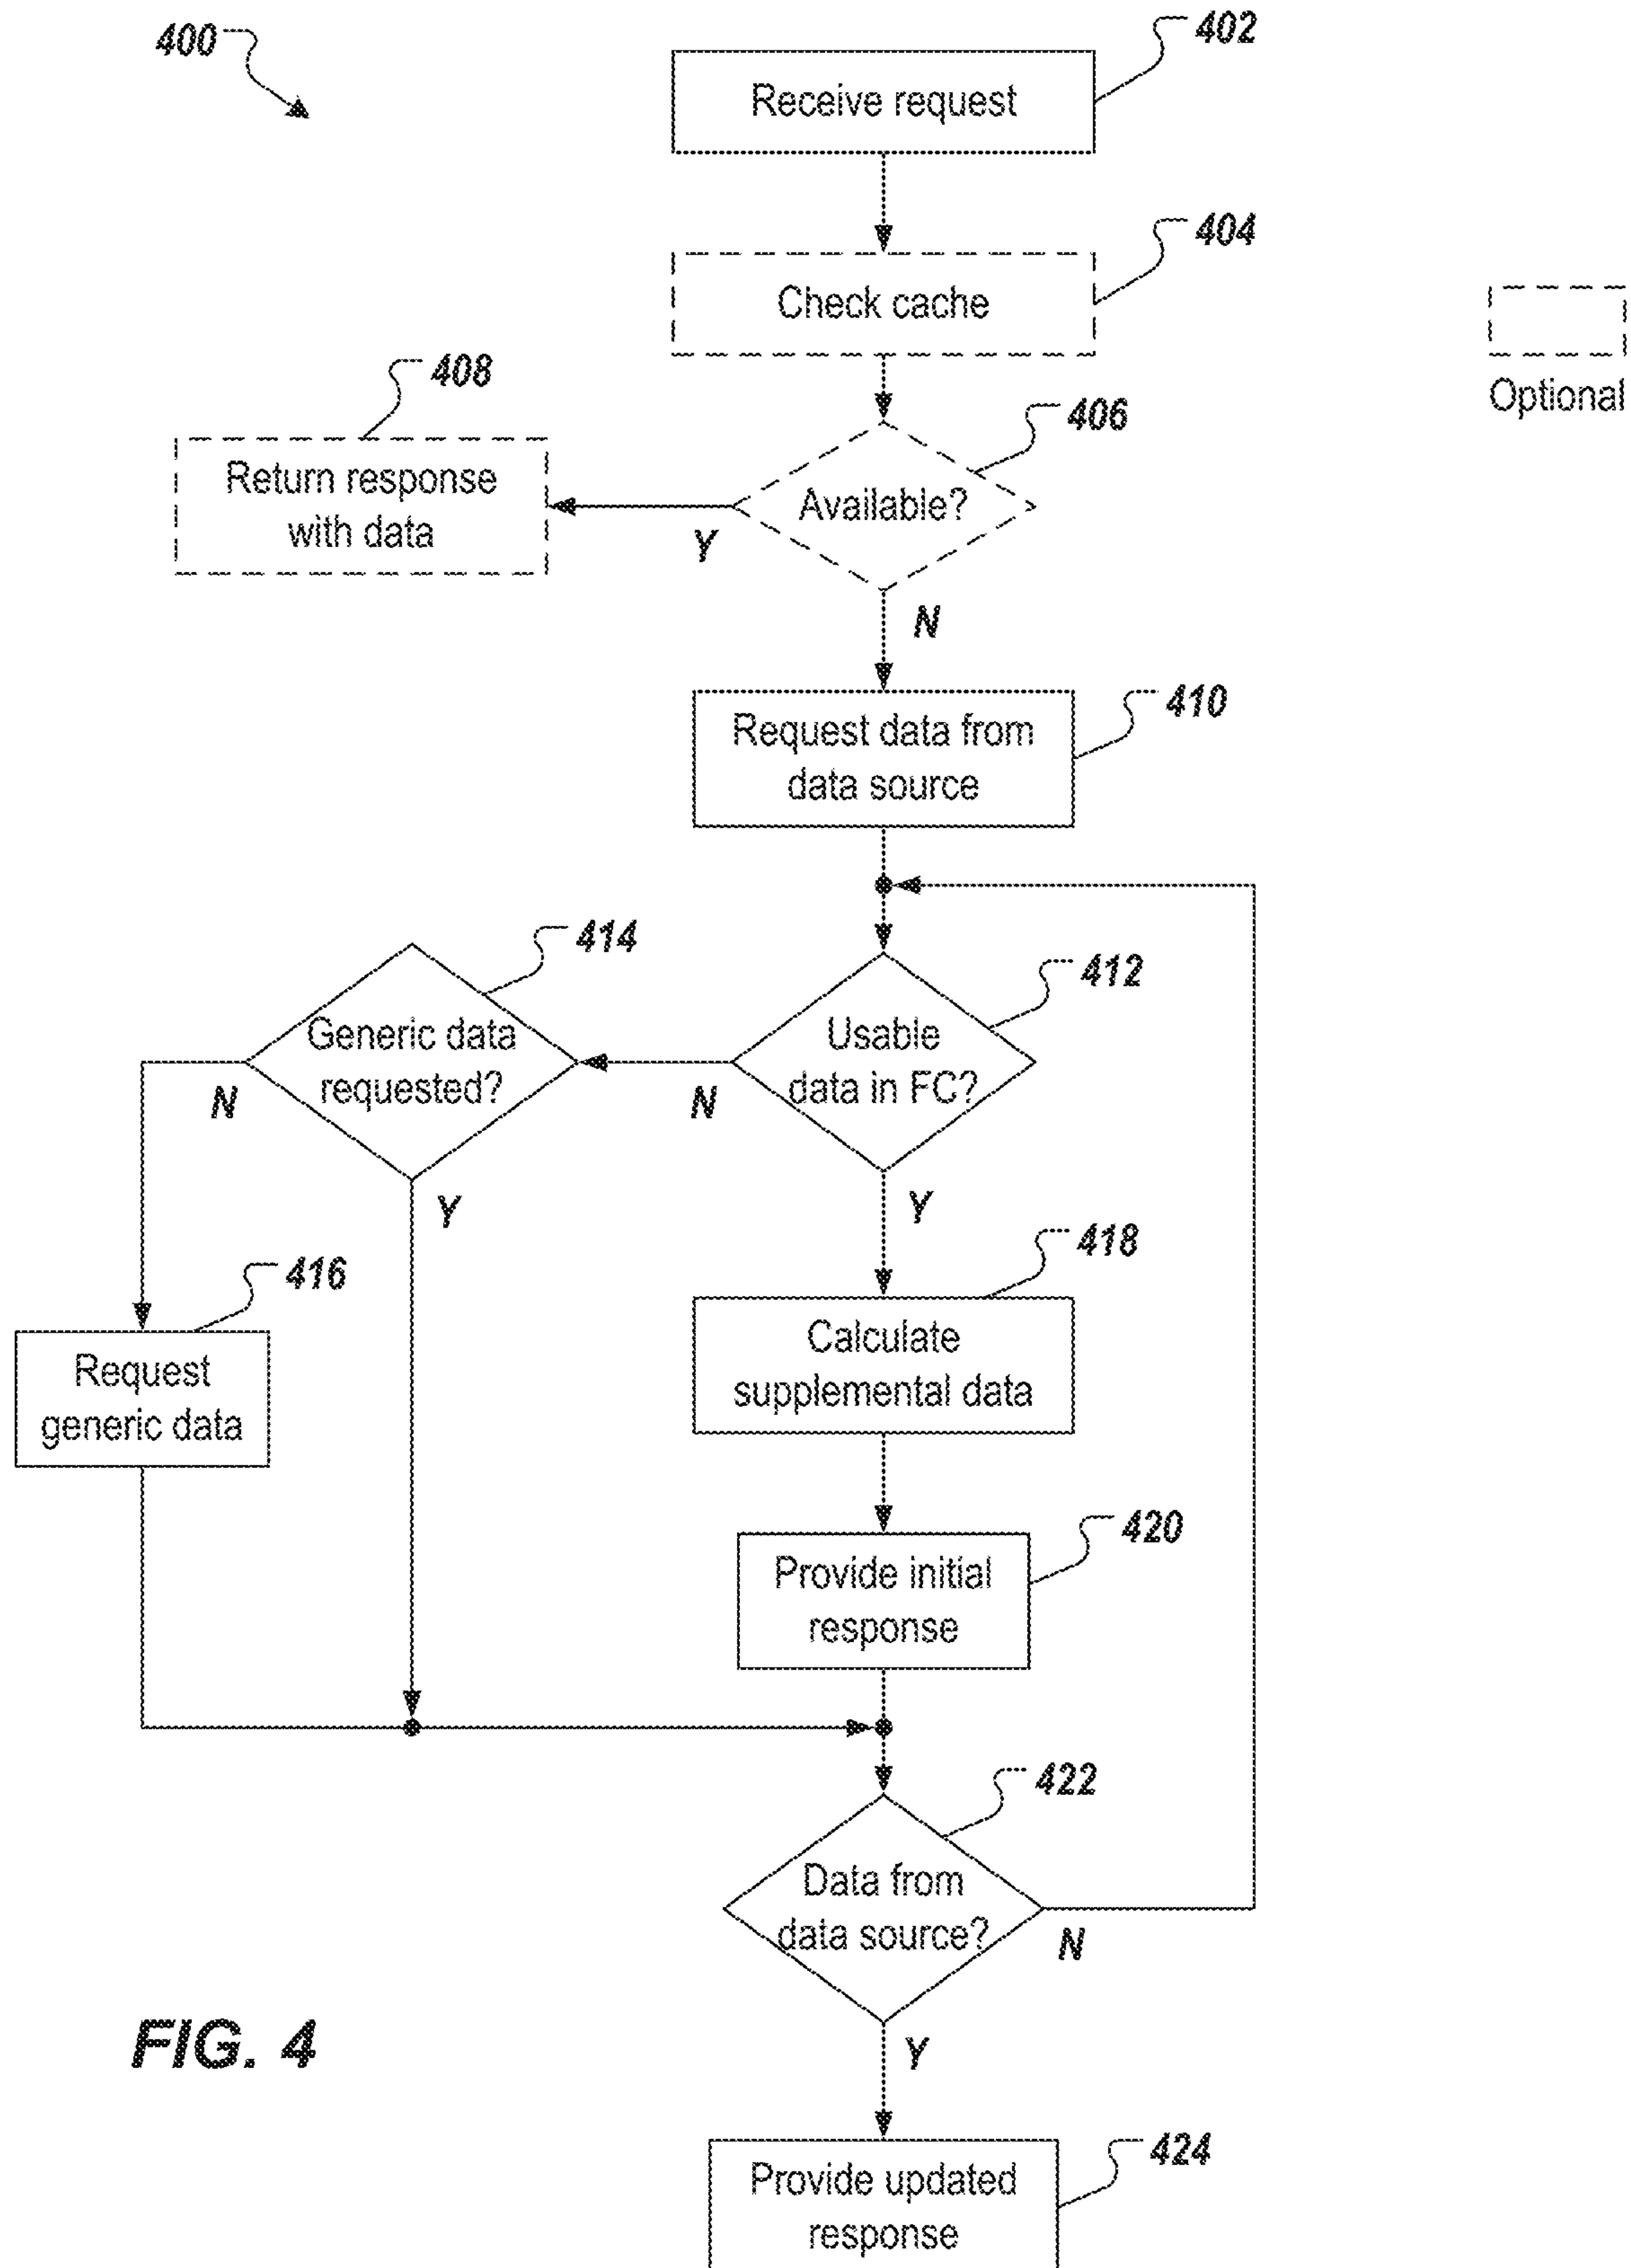 400
402
Receive request
404
Check cache
Optional
408
406
Return response
with data
Available?
Y
N
410
Request data from
data source
414
412
Generic data
requested?
Usable
data in FC?
N
N
Y
Y
416
418
Request
generic data
Calculate
supplemental data
420
Provide initial
response
422
Data from
data source?
N
Y
FIG. 4
424
Provide updated
response